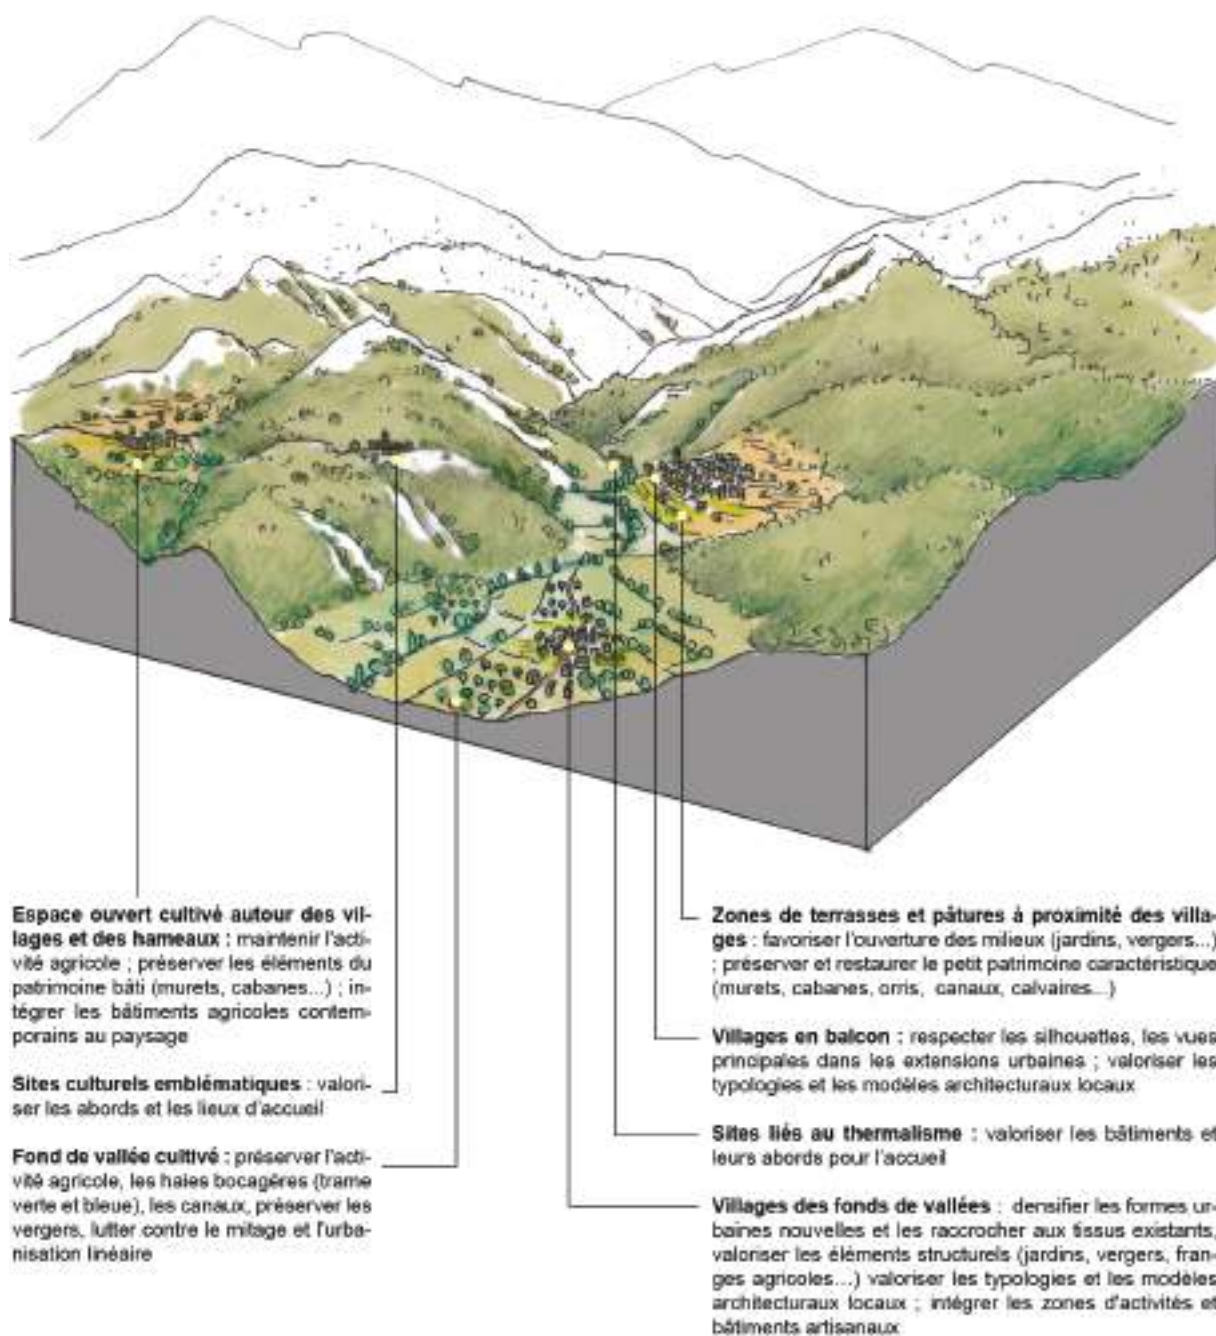 Espace ouvert cultivé autour des vil-
lages et des hameaux : maintenir l'acti-
vité agricole ; préserver les éléments du
patrimoine bâti (murets, cabanes...) ; in-
tégrer les bâtiments agricoles contem-
porains au paysage
Sites culturels emblématiques : valori-
ser les abords et les lieux d'accueil
Fond de vallée cultivé : préserver l'acti-
vité agricole, les haies bocagères (trame
verte et bleue), les canaux, préserver les
vergers, lutter contre le mitage et l'urba-
nisation linéaire
Zones de terrasses et pâtures à proximité des villa-
ges : favoriser l'ouverture des milieux (jardins, vergers...)
; préserver et restaurer le petit patrimoine caractéristique
(murets, cabanes, orris, canaux, calvaires...)
Villages en balcon : respecter les silhouettes, les vues
principales dans les extensions urbaines ; valoriser les
typologies et les modèles architecturaux locaux
Sites liés au thermalisme : valoriser les bâtiments et
leurs abords pour l'accueil
Villages des fonds de vallées : densifier les formes ur-
baines nouvelles et les raccrocher aux tissus existants,
valoriser les éléments structurels (jardins, vergers, fran-
ges agricoles...) valoriser les typologies et les modèles
architecturaux locaux ; intégrer les zones d'activités et
bâtiments artisanaux